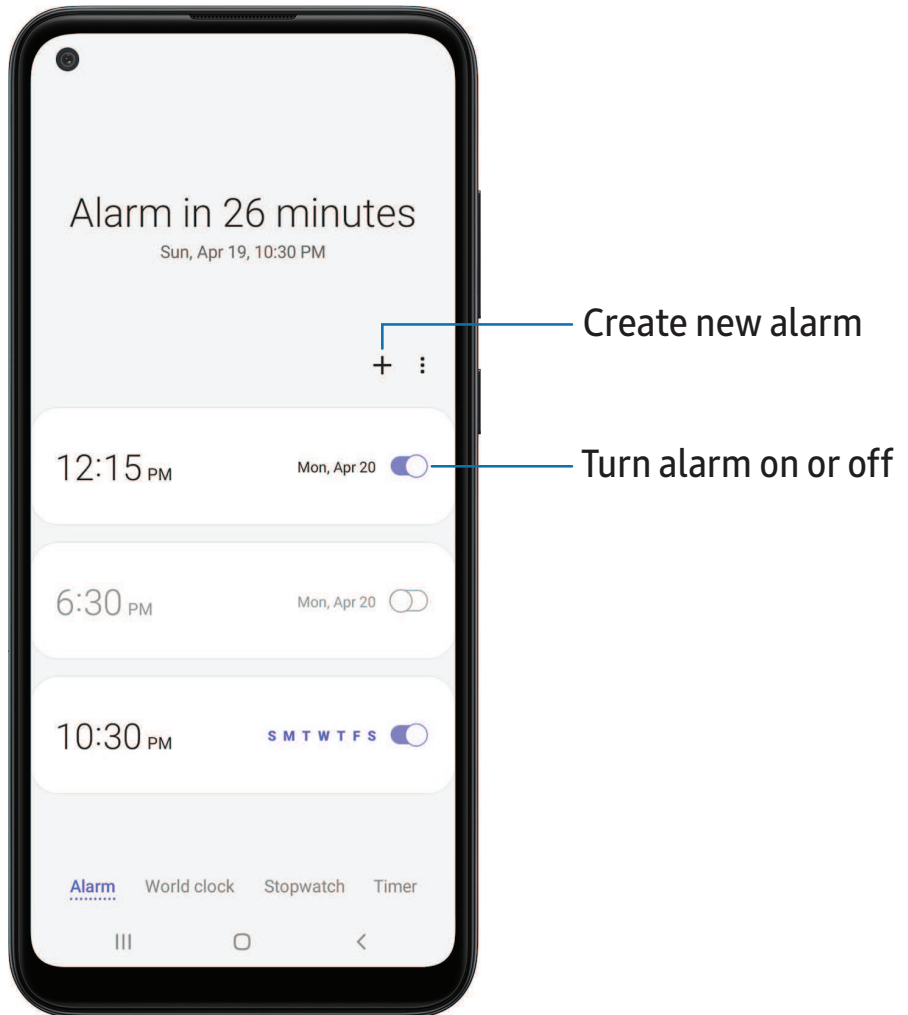 Alarm in 26 minutes
Sun, Apr 19, 10:30 PM
Create new alarm
12:15 PM Mon, Apr 20
Turn alarm on or off
6:30 PM Mon, Apr 20
10:30 PM S M T W T F S
Alarm World clock Stopwatch Timer